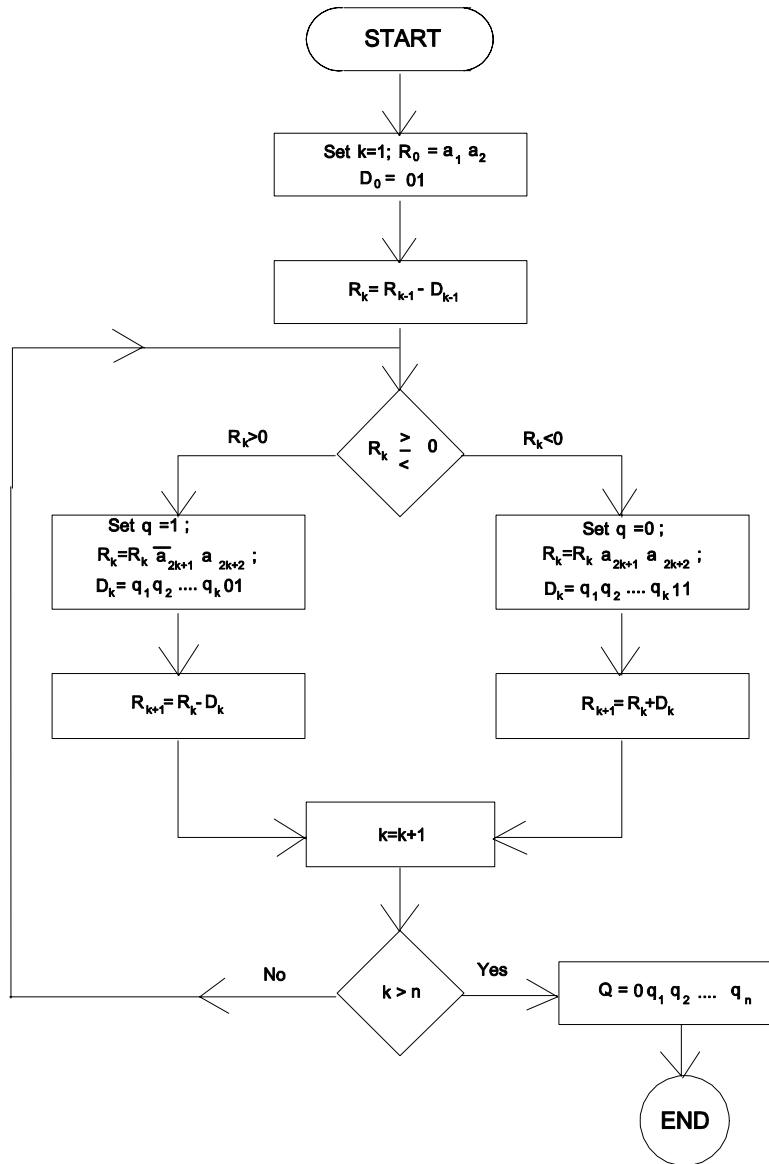 START
Set k=1; R₀ = a₁ a₂
D₀ = 01
Rₖ= Rₖ₋₁ - Dₖ₋₁
Rₖ>0
Rₖ > — < 0
Rₖ<0
Set q =1 ;
Rₖ=Rₖ a̅₂ₖ₊₁ a ₂ₖ₊₂ ;
Dₖ= q₁ q₂ .... qₖ 01
Set q =0 ;
Rₖ=Rₖ a₂ₖ₊₁ a ₂ₖ₊₂ ;
Dₖ= q₁ q₂ .... qₖ 11
Rₖ₊₁=Rₖ- Dₖ
Rₖ₊₁=Rₖ+Dₖ
k=k+1
No
k > n
Yes
Q = 0 q₁ q₂ .... qₙ
END